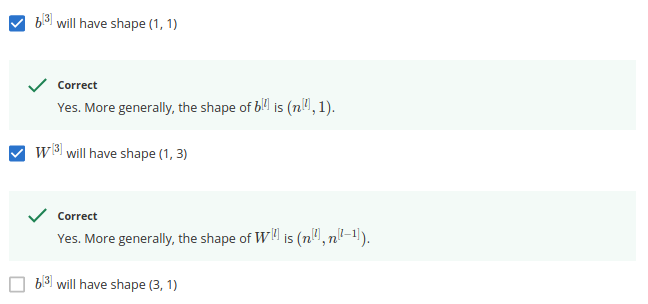 b[3] will have shape (1, 1)
Correct
Yes. More generally, the shape of b[l] is (n[l], 1).
W[3] will have shape (1, 3)
Correct
Yes. More generally, the shape of W[l] is (n[l], n[l−1]).
b[3] will have shape (3, 1)